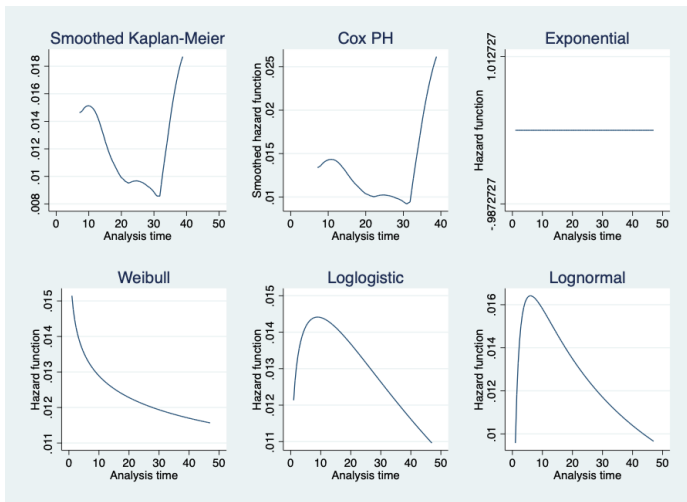 Smoothed Kaplan-Meier
.018
.016
.014
.012
.01
.008
0 10 20 30 40 50
Analysis time
Cox PH
Smoothed hazard function
.025
.02
.015
.01
0 10 20 30 40
Analysis time
Exponential
Hazard function
1.012727
-.9872727
0 10 20 30 40 50
Analysis time
Weibull
Hazard function
.015
.014
.013
.012
.011
0 10 20 30 40 50
Analysis time
Loglogistic
Hazard function
.015
.014
.013
.012
.011
0 10 20 30 40 50
Analysis time
Lognormal
Hazard function
.016
.014
.012
.01
0 10 20 30 40 50
Analysis time